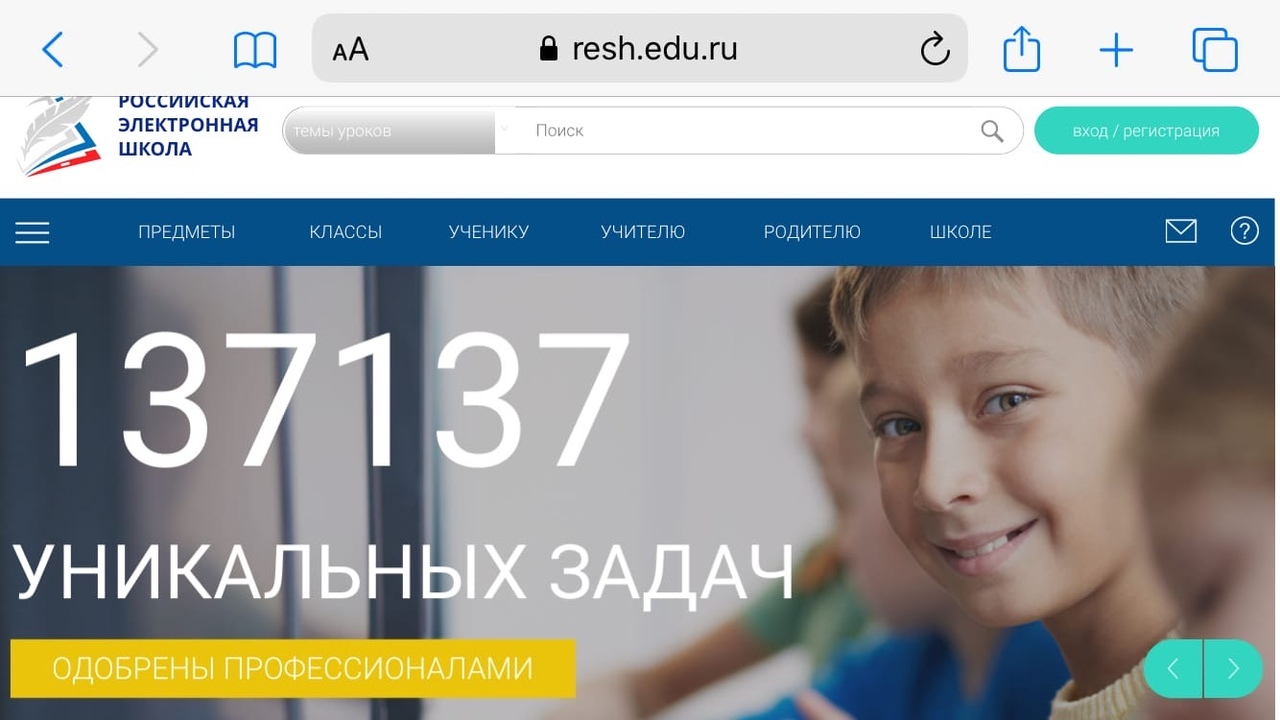 AA
resh.edu.ru
РОССИЙСКАЯ
ЭЛЕКТРОННАЯ
ШКОЛА
темы уроков
Поиск
вход / регистрация
ПРЕДМЕТЫ
КЛАССЫ
УЧЕНИКУ
УЧИТЕЛЮ
РОДИТЕЛЮ
ШКОЛЕ
?
137137
УНИКАЛЬНЫХ ЗАДАЧ
ОДОБРЕНЫ ПРОФЕССИОНАЛАМИ